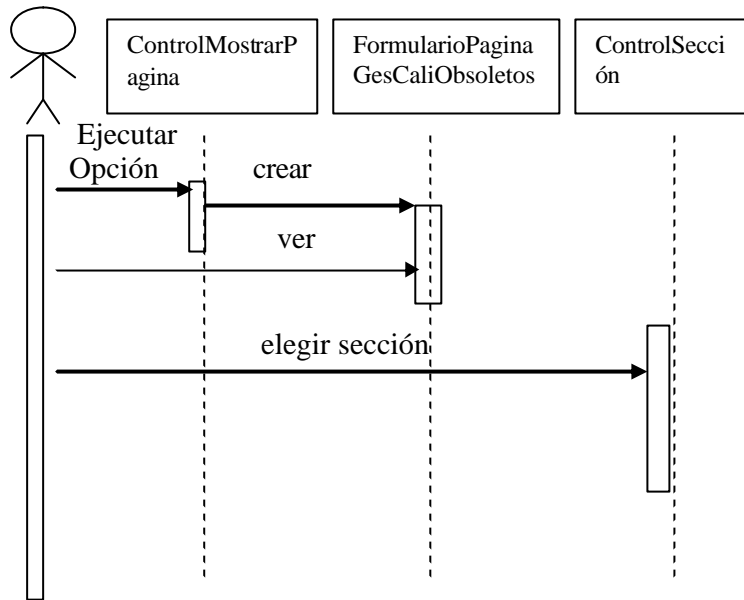 ControlMostrarP
agina
FormularioPagina
GesCaliObsoletos
ControlSecci
ón
Ejecutar
Opción
crear
ver
elegir sección